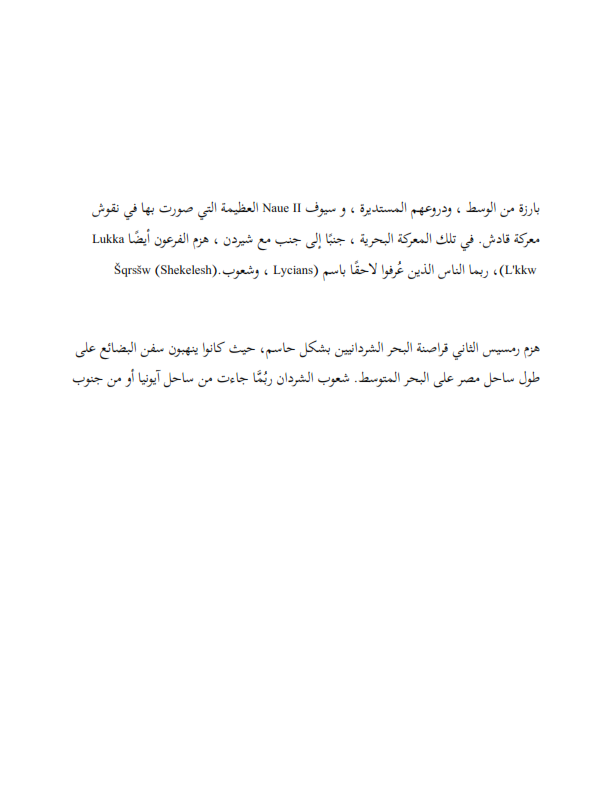 بارزة من الوسط ، ودروعهم المستديرة ، و سيوف Naue II العظيمة التي صورت بها في نقوش
معركة قادش. في تلك المعركة البحرية ، جنبًا إلى جنب مع شيردن ، هزم الفرعون أيضًا Lukka
(L'kkw، ربما الناس الذين عُرفوا لاحقًا باسم (Lycians ، وشعوب.Šqrsšw (Shekelesh)
هزم رمسيس الثاني قراصنة البحر الشردانيين بشكل حاسم، حيث كانوا ينهبون سفن البضائع على
طول ساحل مصر على البحر المتوسط. شعوب الشردان ربُمَّا جاءت من ساحل آيونيا أو من جنوب